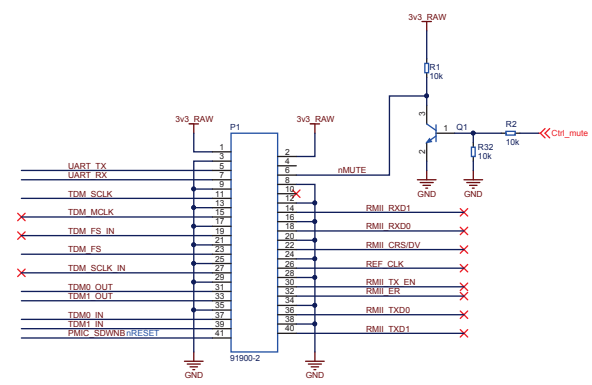 3v3_RAW
R1
10k
3v3_RAW
3v3_RAW
P1
3
Q1
1
2
R2
10k
Ctrl_mute
R32
10k
GND
GND
1
3
UART_TX 5
UART_RX 7
9
TDM_SCLK 11
13
TDM_MCLK 15
17
TDM_FS_IN 19
21
TDM_FS 23
25
TDM_SCLK_IN 27
29
TDM0_OUT 31
TDM1_OUT 33
35
TDM0_IN 37
TDM1_IN 39
PMIC_SDWNBnRESET 41
2
4
6 nMUTE
8
10
12
14 RMII_RXD1
16
18 RMII_RXD0
20
22 RMII_CRS/DV
24
26 REF_CLK
28
30 RMII_TX_EN
32 RMII_ER
34
36 RMII_TXD0
38
40 RMII_TXD1
91900-2
GND
GND